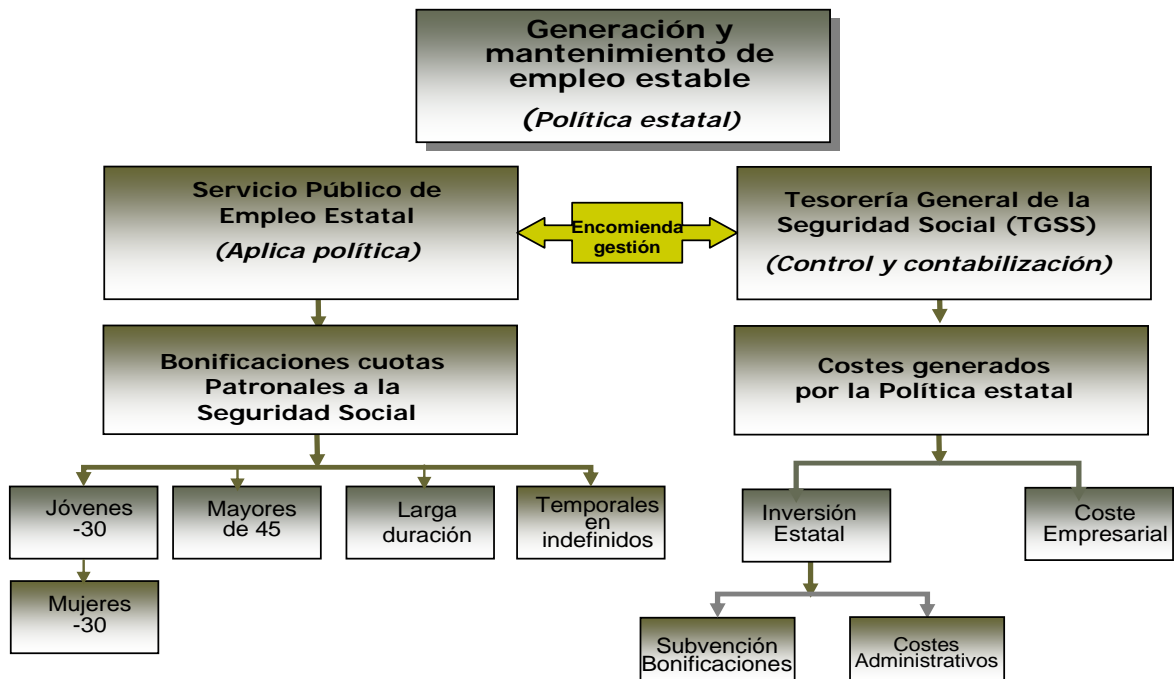 Generación y
mantenimiento de
empleo estable
(Política estatal)
Servicio Público de
Empleo Estatal
(Aplica política)
Encomienda
gestión
Tesorería General de la
Seguridad Social (TGSS)
(Control y contabilización)
Bonificaciones cuotas
Patronales a la
Seguridad Social
Costes generados
por la Política estatal
Jóvenes
-30
Mayores
de 45
Larga
duración
Temporales
en
indefinidos
Inversión
Estatal
Coste
Empresarial
Mujeres
-30
Subvención
Bonificaciones
Costes
Administrativos